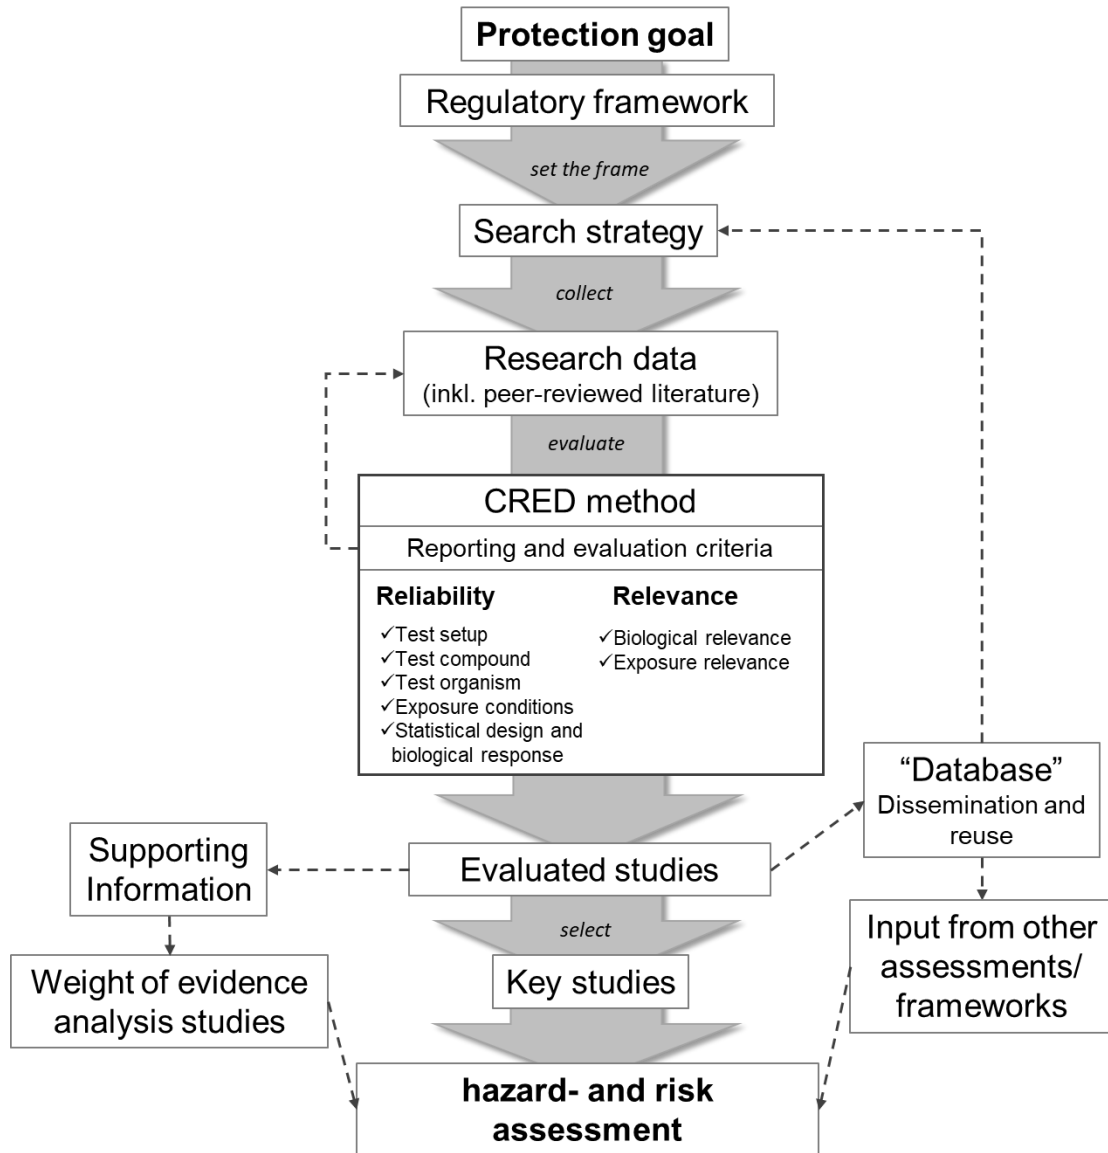 Protection goal
Regulatory framework
set the frame
Search strategy
collect
Research data
(inkl. peer-reviewed literature)
evaluate
CRED method
Reporting and evaluation criteria
Reliability
✓Test setup
✓Test compound
✓Test organism
✓Exposure conditions
✓Statistical design and
biological response
Relevance
✓Biological relevance
✓Exposure relevance
“Database”
Dissemination and
reuse
Supporting
Information
Evaluated studies
select
Input from other
assessments/
frameworks
Weight of evidence
analysis studies
Key studies
hazard- and risk
assessment